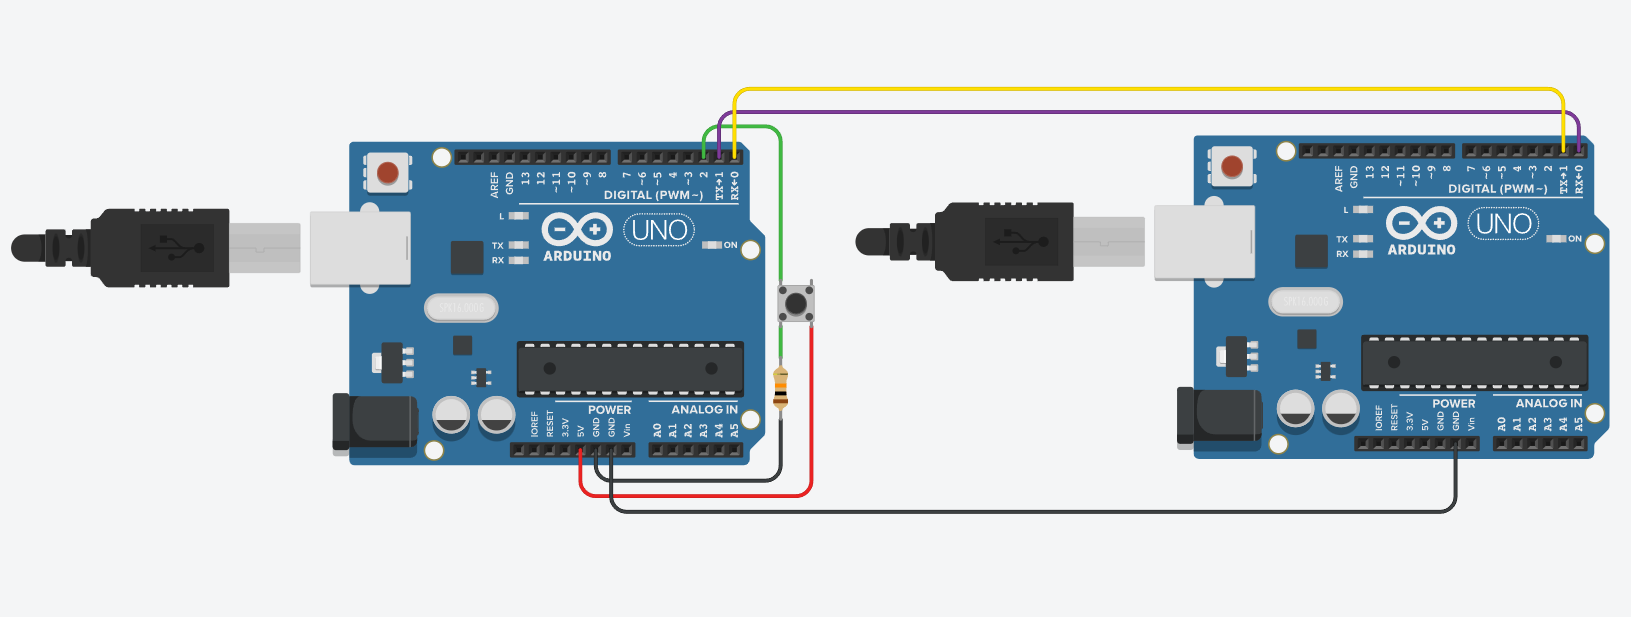 AREF
GND
13
12
~11
~10
~9
8
7
~6
~5
4
~3
2
TX→1
RX←0
DIGITAL (PWM~)
L
TX
RX
ARDUINO
UNO
ON
POWER
ANALOG IN
IOREF
RESET
3.3V
5V
GND
GND
Vin
A0
A1
A2
A3
A4
A5
AREF
GND
13
12
~11
~10
~9
8
7
~6
~5
4
~3
2
TX→1
RX←0
DIGITAL (PWM~)
L
TX
RX
ARDUINO
UNO
ON
POWER
ANALOG IN
IOREF
RESET
3.3V
5V
GND
GND
Vin
A0
A1
A2
A3
A4
A5